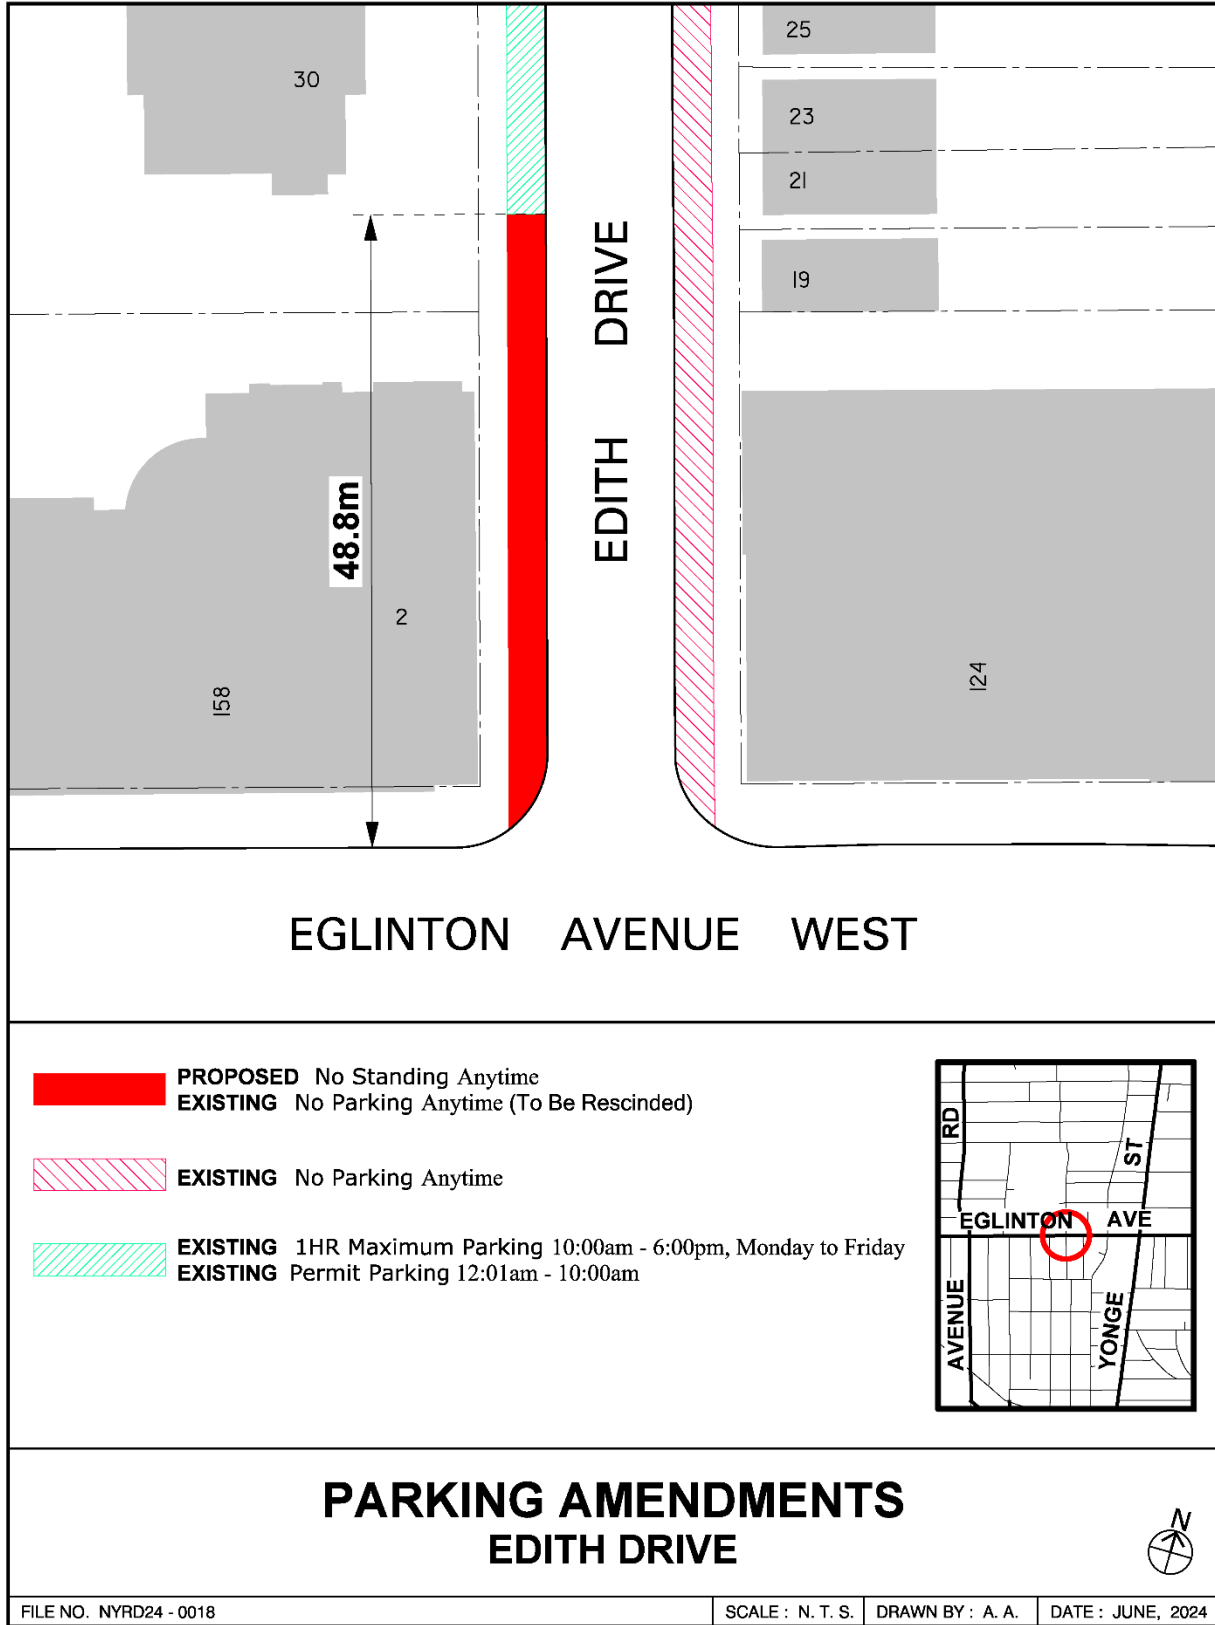 30
25
23
21
19
DRIVE
EDITH
48.8m
2
158
124
EGLINTON AVENUE WEST
PROPOSED No Standing Anytime
EXISTING No Parking Anytime (To Be Rescinded)
EXISTING No Parking Anytime
EXISTING 1HR Maximum Parking 10:00am - 6:00pm, Monday to Friday
EXISTING Permit Parking 12:01am - 10:00am
RD
ST
EGLINTON AVE
AVENUE
YONGE
PARKING AMENDMENTS
EDITH DRIVE
N
FILE NO. NYRD24 - 0018
SCALE : N. T. S.
DRAWN BY : A. A.
DATE : JUNE, 2024